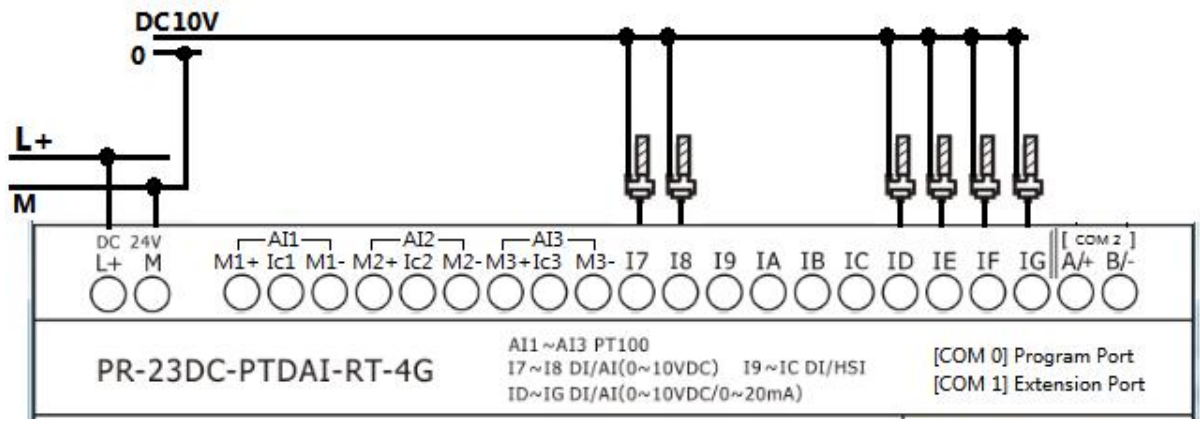 DC10V
0
L+
M
DC 24V
L+ M
AI1 AI2 AI3
M1+ Ic1 M1- M2+ Ic2 M2- M3+ Ic3 M3- I7 I8 I9 IA IB IC ID IE IF IG
[ COM 2 ]
A/+ B/-
PR-23DC-PTDAI-RT-4G
AI1~AI3 PT100
I7~I8 DI/AI(0~10VDC) I9~IC DI/HSI
ID~IG DI/AI(0~10VDC/0~20mA)
[COM 0] Program Port
[COM 1] Extension Port